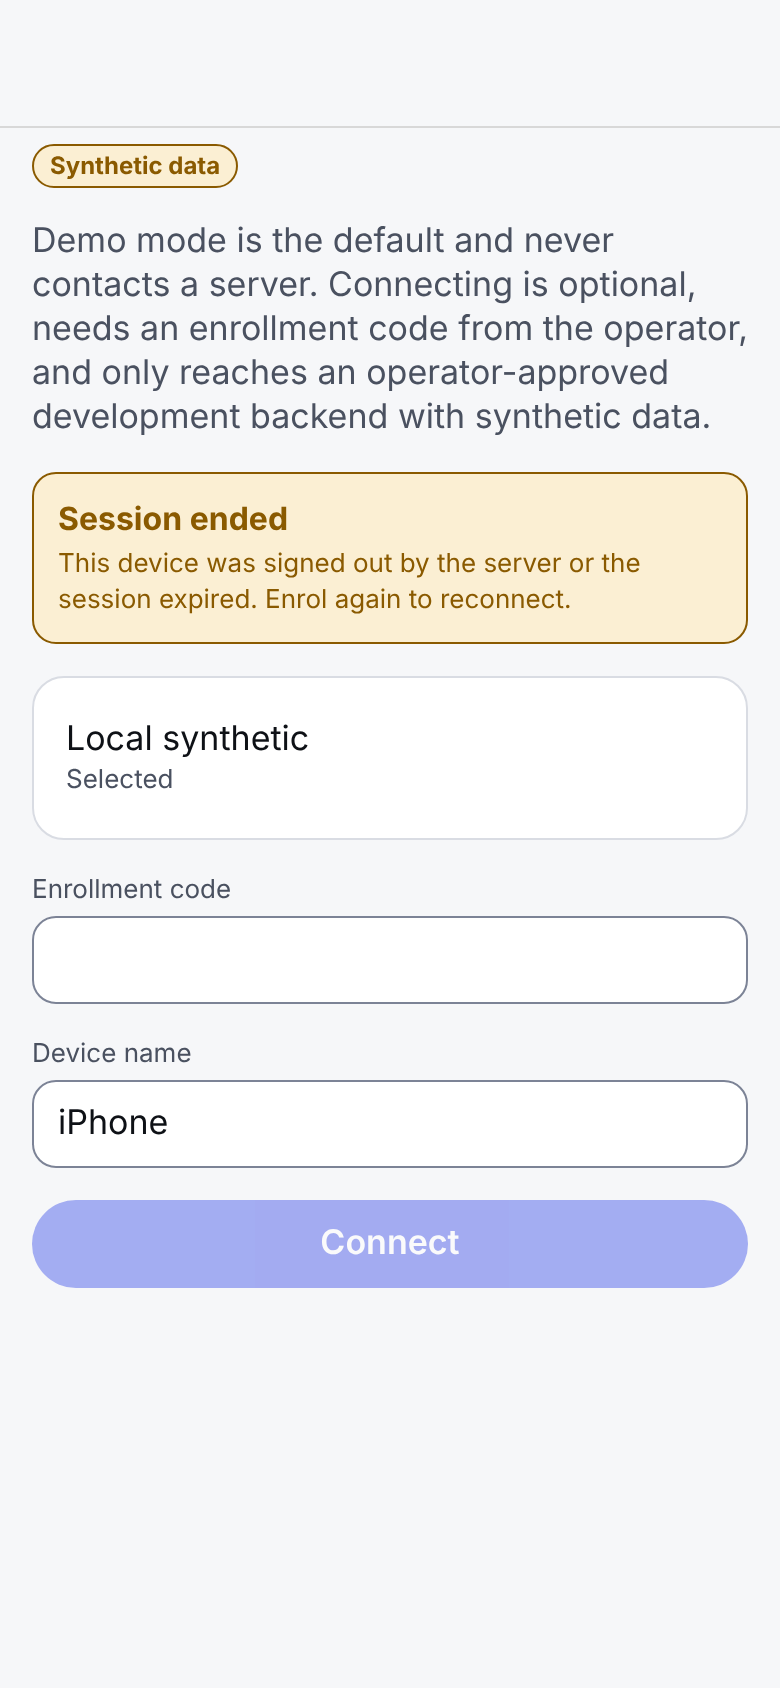 Synthetic data
Demo mode is the default and never
contacts a server. Connecting is optional,
needs an enrollment code from the operator,
and only reaches an operator-approved
development backend with synthetic data.
Session ended
This device was signed out by the server or the
session expired. Enrol again to reconnect.
Local synthetic
Selected
Enrollment code
Device name
iPhone
Connect